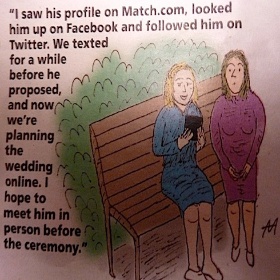 "I saw his profile on Match.com, looked
him up on Facebook and followed him on
Twitter. We texted
for a while
before he
proposed,
and now
we're
planning
the
wedding
online. I
hope to
meet him in
person before
the ceremony."